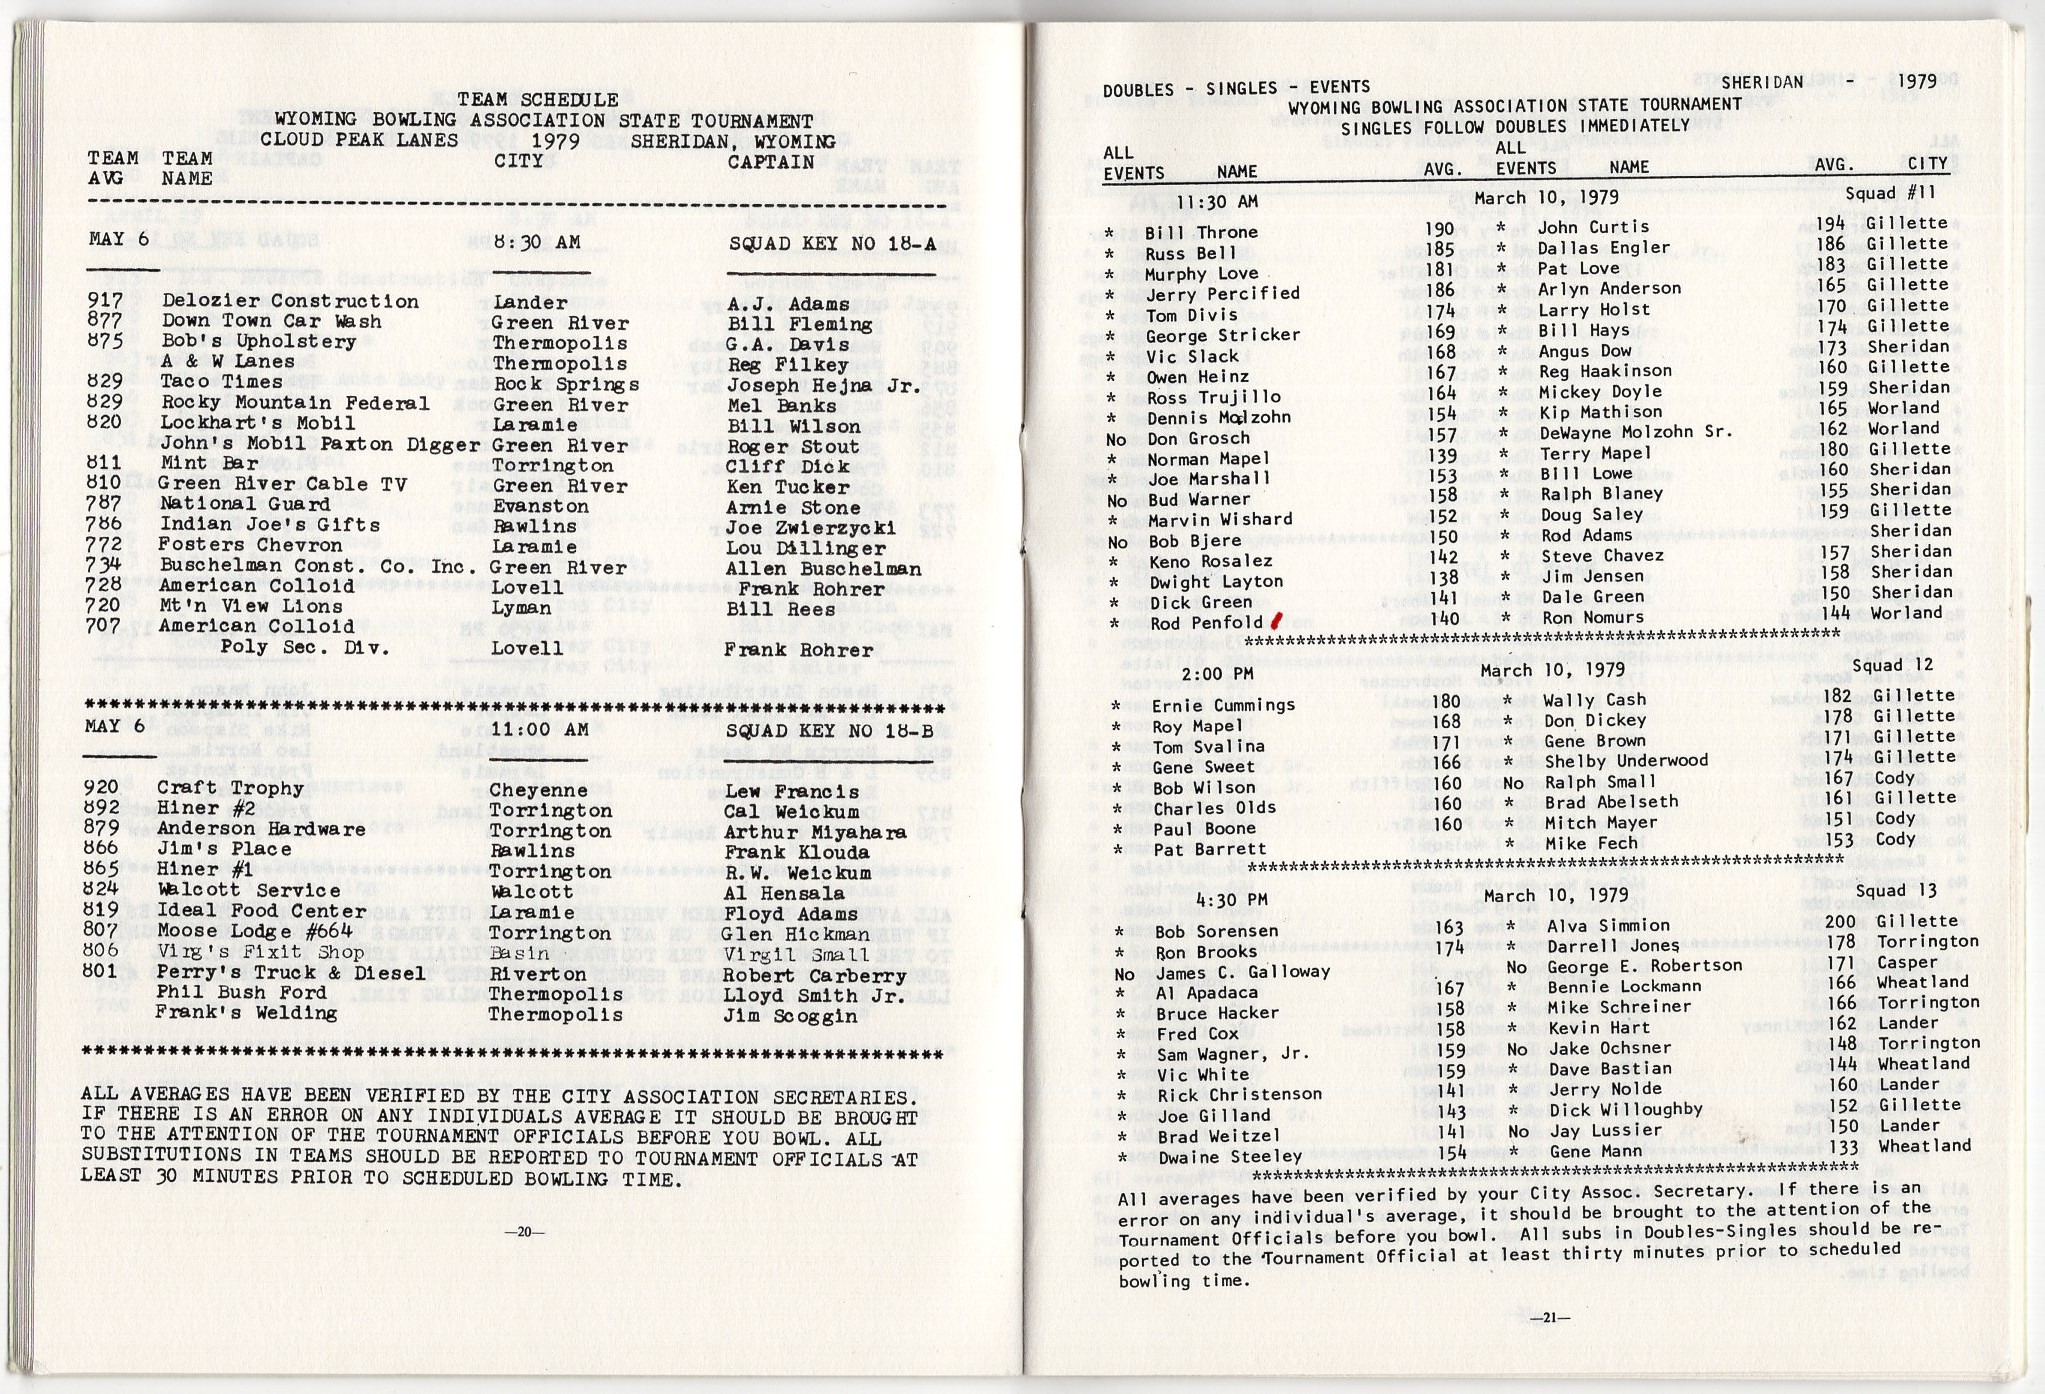 TEAM SCHEDULE
WYOMING BOWLING ASSOCIATION STATE TOURNAMENT
CLOUD PEAK LANES 1979 SHERIDAN, WYOMING
TEAM TEAM CITY CAPTAIN
AVG NAME
MAY 6 8:30 AM SQUAD KEY NO 18-A
917 Delozier Construction Lander A.J. Adams
877 Down Town Car Wash Green River Bill Fleming
875 Bob's Upholstery Thermopolis G.A. Davis
A & W Lanes Thermopolis Reg Filkey
829 Taco Times Rock Springs Joseph Hejna Jr.
829 Rocky Mountain Federal Green River Mel Banks
820 Lockhart's Mobil Laramie Bill Wilson
John's Mobil Paxton Digger Green River Roger Stout
811 Mint Bar Torrington Cliff Dick
810 Green River Cable TV Green River Ken Tucker
787 National Guard Evanston Arnie Stone
786 Indian Joe's Gifts Rawlins Joe Zwierzycki
772 Fosters Chevron Laramie Lou Dillinger
734 Buschelman Const. Co. Inc. Green River Allen Buschelman
728 American Colloid Lovell Frank Rohrer
720 Mt'n View Lions Lyman Bill Rees
707 American Colloid
Poly Sec. Div. Lovell Frank Rohrer
MAY 6 11:00 AM SQUAD KEY NO 18-B
920 Craft Trophy Cheyenne Lew Francis
892 Hiner #2 Torrington Cal Weickum
879 Anderson Hardware Torrington Arthur Miyahara
866 Jim's Place Rawlins Frank Klouda
865 Hiner #1 Torrington R.W. Weickum
824 Walcott Service Walcott Al Hensala
819 Ideal Food Center Laramie Floyd Adams
807 Moose Lodge #664 Torrington Glen Hickman
806 Virg's Fixit Shop Basin Virgil Small
801 Perry's Truck & Diesel Riverton Robert Carberry
Phil Bush Ford Thermopolis Lloyd Smith Jr.
Frank's Welding Thermopolis Jim Scoggin
ALL AVERAGES HAVE BEEN VERIFIED BY THE CITY ASSOCIATION SECRETARIES.
IF THERE IS AN ERROR ON ANY INDIVIDUALS AVERAGE IT SHOULD BE BROUGHT
TO THE ATTENTION OF THE TOURNAMENT OFFICIALS BEFORE YOU BOWL. ALL
SUBSTITUTIONS IN TEAMS SHOULD BE REPORTED TO TOURNAMENT OFFICIALS AT
LEAST 30 MINUTES PRIOR TO SCHEDULED BOWLING TIME.
—20—
DOUBLES - SINGLES - EVENTS SHERIDAN - 1979
WYOMING BOWLING ASSOCIATION STATE TOURNAMENT
SINGLES FOLLOW DOUBLES IMMEDIATELY
ALL ALL
EVENTS NAME AVG. EVENTS NAME AVG. CITY
11:30 AM March 10, 1979 Squad #11
* Bill Throne 190 * John Curtis 194 Gillette
* Russ Bell 185 * Dallas Engler 186 Gillette
* Murphy Love 181 * Pat Love 183 Gillette
* Jerry Percified 186 * Arlyn Anderson 165 Gillette
* Tom Divis 174 * Larry Holst 170 Gillette
* George Stricker 169 * Bill Hays 174 Gillette
* Vic Slack 168 * Angus Dow 173 Sheridan
* Owen Heinz 167 * Reg Haakinson 160 Gillette
* Ross Trujillo 164 * Mickey Doyle 159 Sheridan
* Dennis Molzohn 154 * Kip Mathison 165 Worland
No Don Grosch 157 * DeWayne Molzohn Sr. 162 Worland
* Norman Mapel 139 * Terry Mapel 180 Gillette
* Joe Marshall 153 * Bill Lowe 160 Sheridan
No Bud Warner 158 * Ralph Blaney 155 Sheridan
* Marvin Wishard 152 * Doug Saley 159 Gillette
No Bob Bjere 150 * Rod Adams Sheridan
* Keno Rosalez 142 * Steve Chavez 157 Sheridan
* Dwight Layton 138 * Jim Jensen 158 Sheridan
* Dick Green 141 * Dale Green 150 Sheridan
* Rod Penfold 140 * Ron Nomurs 144 Worland
2:00 PM March 10, 1979 Squad 12
* Ernie Cummings 180 * Wally Cash 182 Gillette
* Roy Mapel 168 * Don Dickey 178 Gillette
* Tom Svalina 171 * Gene Brown 171 Gillette
* Gene Sweet 166 * Shelby Underwood 174 Gillette
* Bob Wilson 160 No Ralph Small 167 Cody
* Charles Olds 160 * Brad Abelseth 161 Gillette
* Paul Boone 160 * Mitch Mayer 151 Cody
* Pat Barrett * Mike Fech 153 Cody
4:30 PM March 10, 1979 Squad 13
* Bob Sorensen 163 * Alva Simmion 200 Gillette
* Ron Brooks 174 * Darrell Jones 178 Torrington
No James C. Galloway No George E. Robertson 171 Casper
* Al Apadaca 167 * Bennie Lockmann 166 Wheatland
* Bruce Hacker 158 * Mike Schreiner 166 Torrington
* Fred Cox 158 * Kevin Hart 162 Lander
* Sam Wagner, Jr. 159 No Jake Ochsner 148 Torrington
* Vic White 159 * Dave Bastian 144 Wheatland
* Rick Christenson 141 * Jerry Nolde 160 Lander
* Joe Gilland 143 * Dick Willoughby 152 Gillette
* Brad Weitzel 141 No Jay Lussier 150 Lander
* Dwaine Steeley 154 * Gene Mann 133 Wheatland
All averages have been verified by your City Assoc. Secretary. If there is an
error on any individual's average, it should be brought to the attention of the
Tournament Officials before you bowl. All subs in Doubles-Singles should be re-
ported to the Tournament Official at least thirty minutes prior to scheduled
bowling time.
—21—